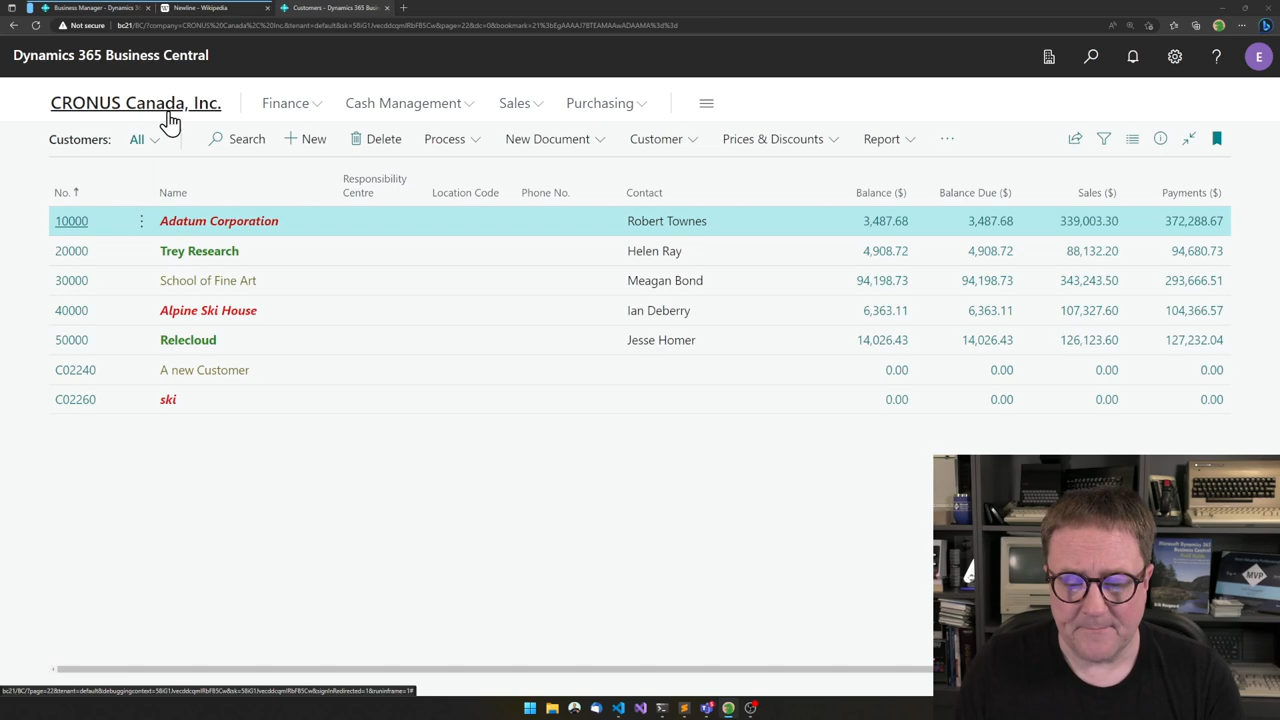 Business Manager - Dynamics 3
Newline - Wikipedia
Customers - Dynamics 365 Busin
Not secure
Dynamics 365 Business Central
E
CRONUS Canada, Inc.
Finance
Cash Management
Sales
Purchasing
Customers: All
Search
New
Delete
Process
New Document
Customer
Prices & Discounts
Report
No. ↑
Name
Responsibility
Centre
Location Code
Phone No.
Contact
Balance ($)
Balance Due ($)
Sales ($)
Payments ($)
10000 Adatum Corporation Robert Townes 3,487.68 3,487.68 339,003.30 372,288.67
20000 Trey Research Helen Ray 4,908.72 4,908.72 88,132.20 94,680.73
30000 School of Fine Art Meagan Bond 94,198.73 94,198.73 343,243.50 293,666.51
40000 Alpine Ski House Ian Deberry 6,363.11 6,363.11 107,327.60 104,366.57
50000 Relecloud Jesse Homer 14,026.43 14,026.43 126,123.60 127,232.04
C02240 A new Customer 0.00 0.00 0.00 0.00
C02260 ski 0.00 0.00 0.00 0.00
Microsoft Dynamics 365
Business Central
MVP